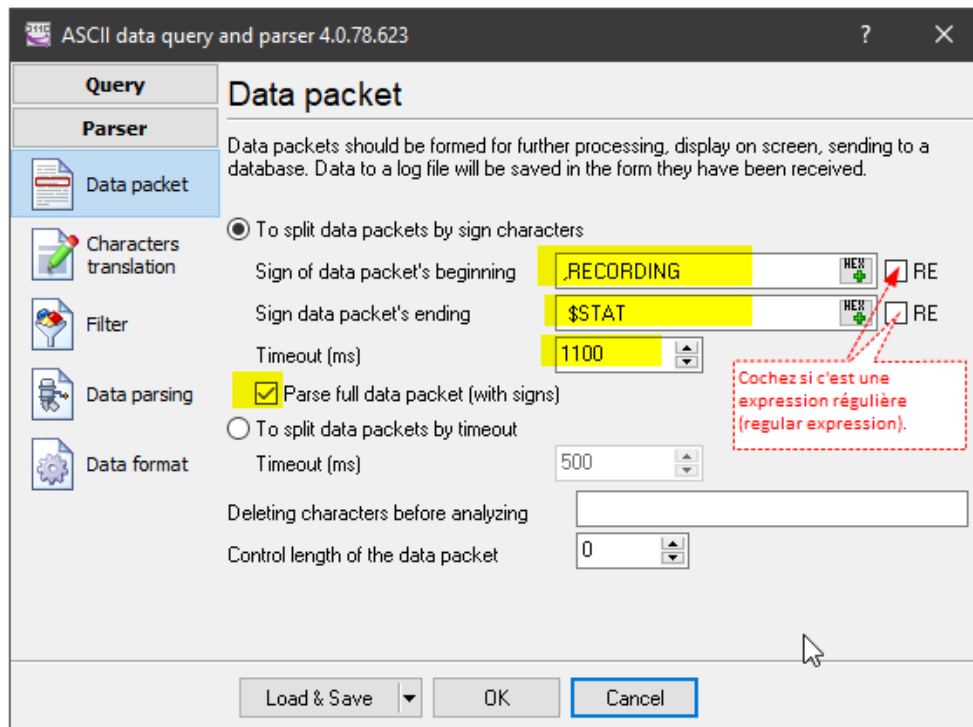 ASCII data query and parser 4.0.78.623
?
Query
Parser
Data packet
Characters
translation
Filter
Data parsing
Data format
Data packet
Data packets should be formed for further processing, display on screen, sending to a
database. Data to a log file will be saved in the form they have been received.
To split data packets by sign characters
Sign of data packet's beginning ,RECORDING HEX RE
Sign data packet's ending $STAT HEX RE
Timeout (ms) 1100
Parse full data packet (with signs)
To split data packets by timeout
Timeout (ms) 500
Deleting characters before analyzing
Control length of the data packet 0
Cochez si c'est une
expression régulière
(regular expression).
Load & Save OK Cancel